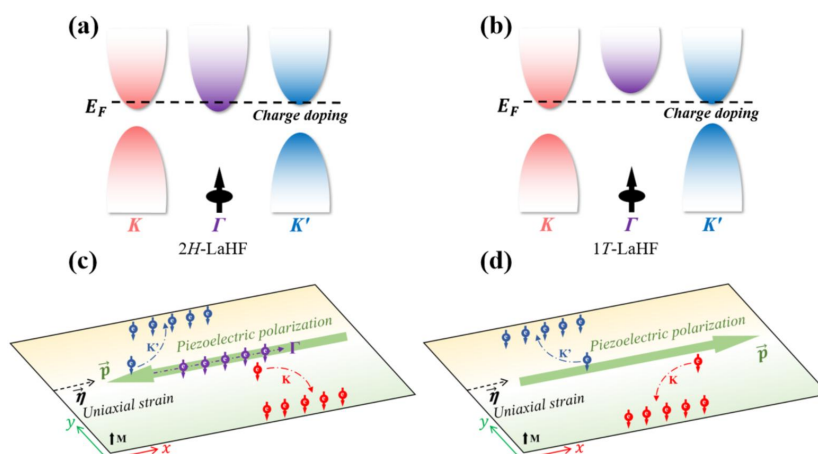 (a)
E_F
Charge doping
K
Γ
K'
2H-LaHF
(b)
E_F
Charge doping
K
Γ
K'
1T-LaHF
(c)
e e e e e
K'
Piezoelectric polarization
e
e e e e e
Γ
p⃗
e
K
η⃗
Uniaxial strain
e e e e e
y
M
x
(d)
e e e e e
Piezoelectric polarization
K'
e
p⃗
e
K
η⃗
Uniaxial strain
e e e e e
y
M
x